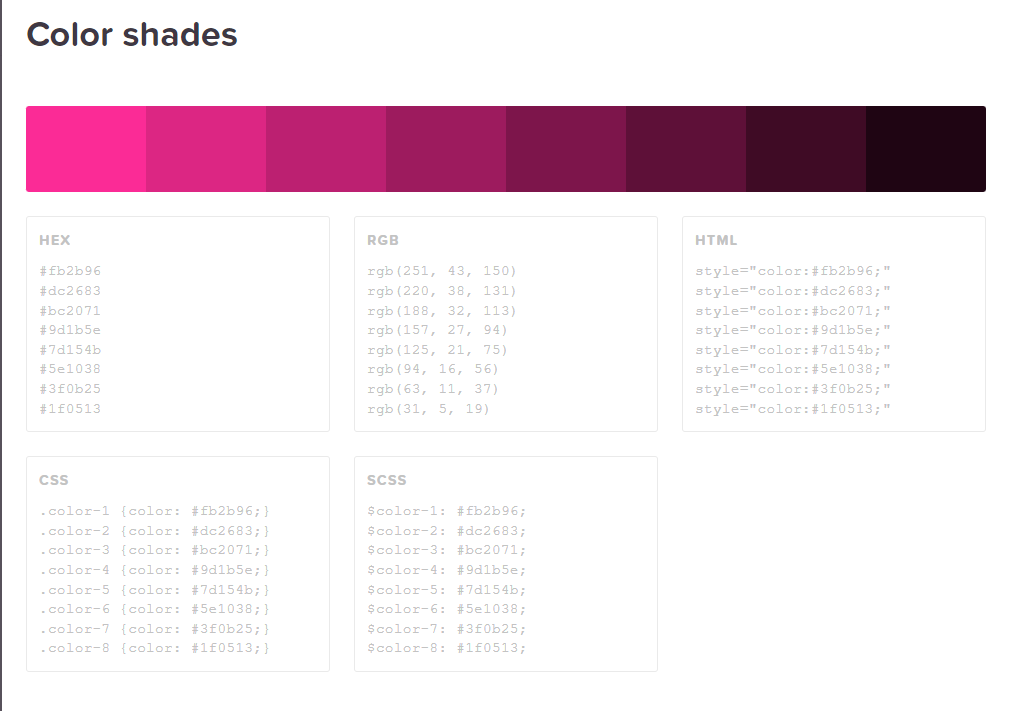 Color shades
HEX
#fb2b96
#dc2683
#bc2071
#9d1b5e
#7d154b
#5e1038
#3f0b25
#1f0513
RGB
rgb(251, 43, 150)
rgb(220, 38, 131)
rgb(188, 32, 113)
rgb(157, 27, 94)
rgb(125, 21, 75)
rgb(94, 16, 56)
rgb(63, 11, 37)
rgb(31, 5, 19)
HTML
style="color:#fb2b96;"
style="color:#dc2683;"
style="color:#bc2071;"
style="color:#9d1b5e;"
style="color:#7d154b;"
style="color:#5e1038;"
style="color:#3f0b25;"
style="color:#1f0513;"
CSS
.color-1 {color: #fb2b96;}
.color-2 {color: #dc2683;}
.color-3 {color: #bc2071;}
.color-4 {color: #9d1b5e;}
.color-5 {color: #7d154b;}
.color-6 {color: #5e1038;}
.color-7 {color: #3f0b25;}
.color-8 {color: #1f0513;}
SCSS
$color-1: #fb2b96;
$color-2: #dc2683;
$color-3: #bc2071;
$color-4: #9d1b5e;
$color-5: #7d154b;
$color-6: #5e1038;
$color-7: #3f0b25;
$color-8: #1f0513;